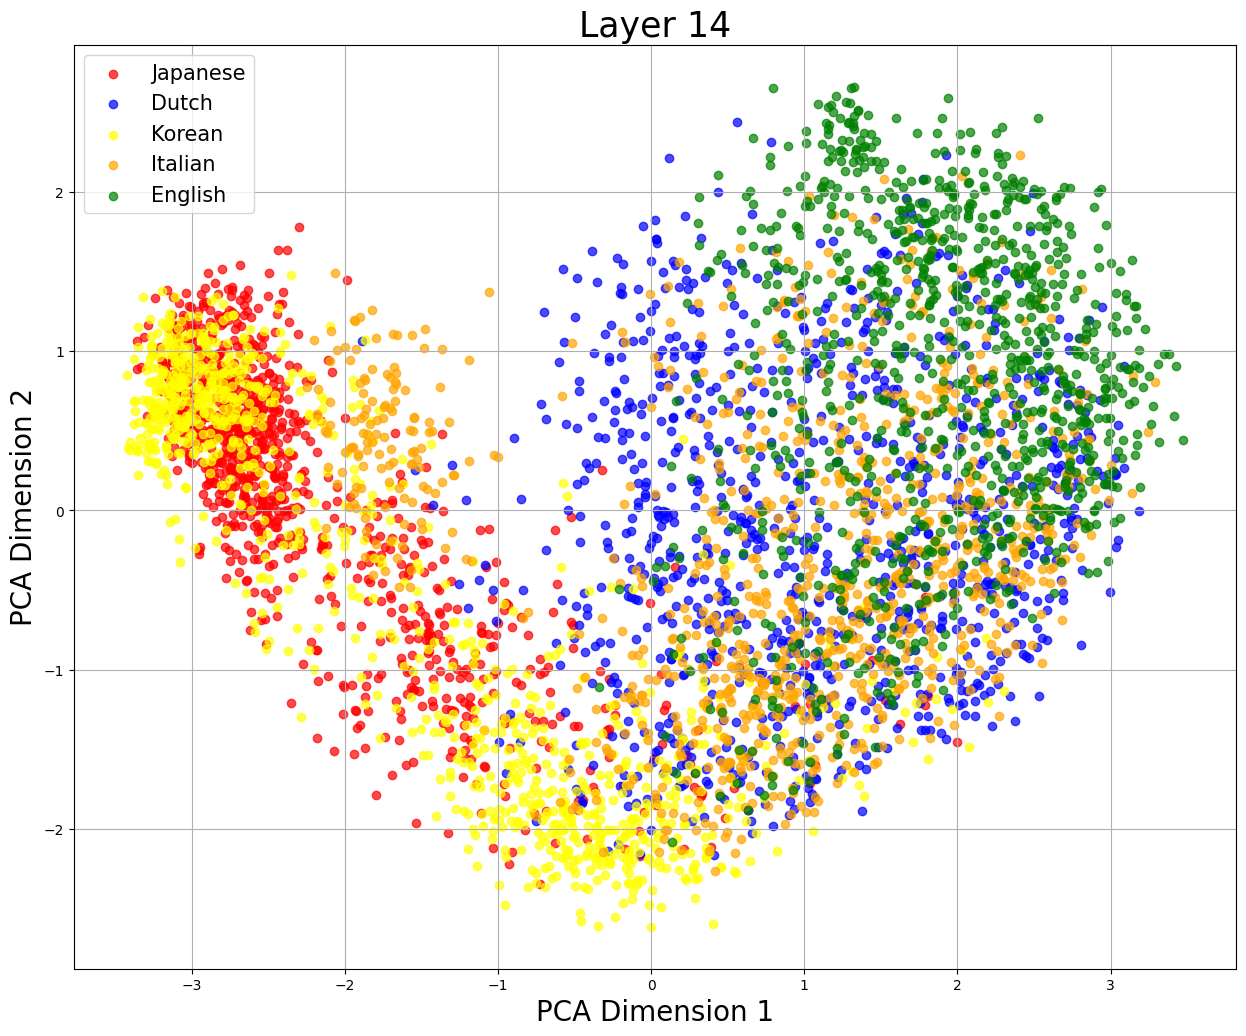 Layer 14
Japanese
Dutch
Korean
Italian
English
PCA Dimension 2
2
1
0
−1
−2
−3
−2
−1
0
1
2
3
PCA Dimension 1